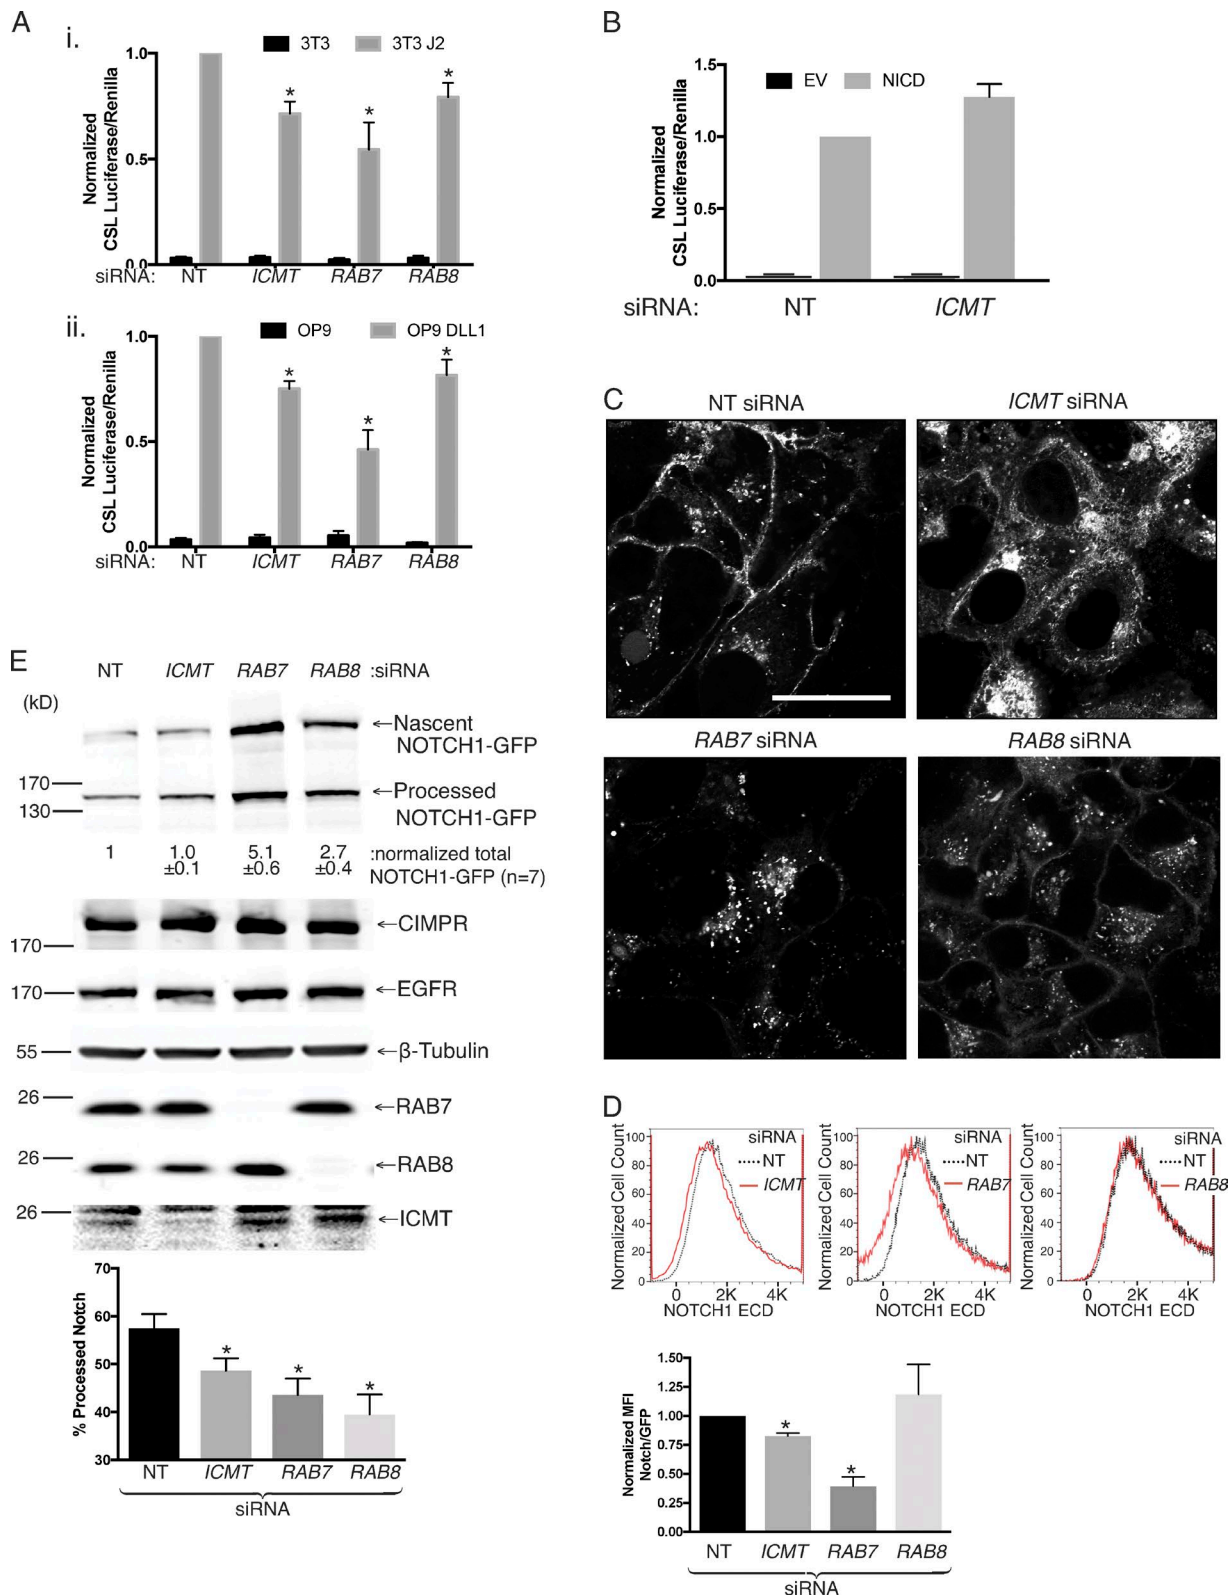 A
i.
3T3 3T3 J2
Normalized
CSL Luciferase/Renilla
1.0
0.5
0.0
* * *
siRNA: NT ICMT RAB7 RAB8
ii.
OP9 OP9 DLL1
Normalized
CSL Luciferase/Renilla
1.0
0.5
0.0
* * *
siRNA: NT ICMT RAB7 RAB8
B
EV NICD
Normalized
CSL Luciferase/Renilla
1.5
1.0
0.5
0.0
siRNA: NT ICMT
C
NT siRNA ICMT siRNA
RAB7 siRNA RAB8 siRNA
D
Normalized Cell Count
100
80
60
40
20
0
siRNA
NT
ICMT
0 2K 4K
NOTCH1 ECD
Normalized Cell Count
100
80
60
40
20
0
siRNA
NT
RAB7
0 2K 4K
NOTCH1 ECD
Normalized Cell Count
100
80
60
40
20
0
siRNA
NT
RAB8
0 2K 4K
NOTCH1 ECD
Normalized MFI
Notch/GFP
1.50
1.25
1.00
0.75
0.50
0.25
0.00
* *
NT ICMT RAB7 RAB8
siRNA
E
NT ICMT RAB7 RAB8 :siRNA
(kD)
←Nascent
NOTCH1-GFP
170
←Processed
130
NOTCH1-GFP
1 1.0 5.1 2.7 :normalized total
±0.1 ±0.6 ±0.4 NOTCH1-GFP (n=7)
←CIMPR
170
170 ←EGFR
55 ←β-Tubulin
26
←RAB7
26
←RAB8
26
←ICMT
% Processed Notch
70
60
50
40
30
* * *
NT ICMT RAB7 RAB8
siRNA